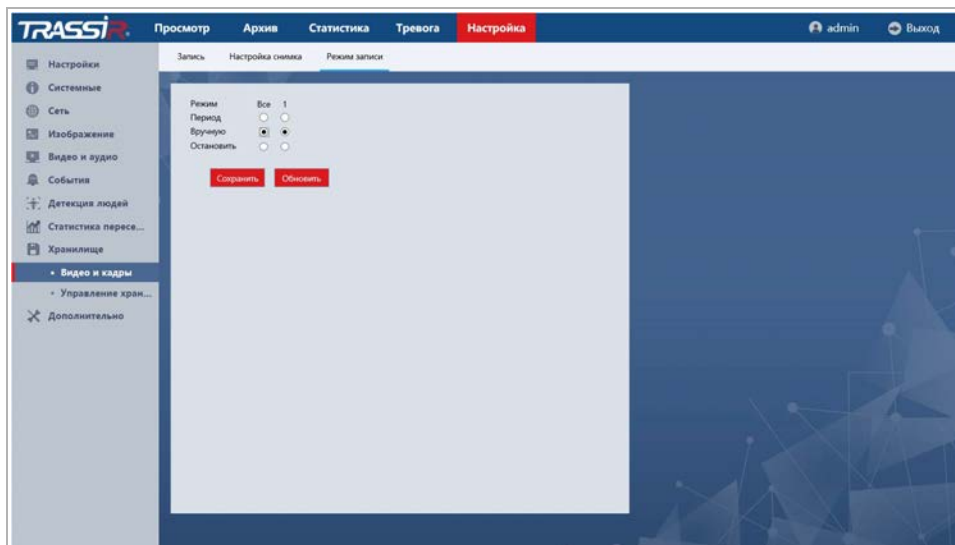 TRASSIR
Просмотр Архив Статистика Тревога Настройка admin Выход
Запись Настройка снимка Режим записи
Настройки
Системные
Сеть
Изображение
Видео и аудио
События
Детекция людей
Статистика пересе...
Хранилище
• Видео и кадры
• Управление хран...
Дополнительно
Режим Все 1
Период
Вручную
Остановить
Сохранить Обновить